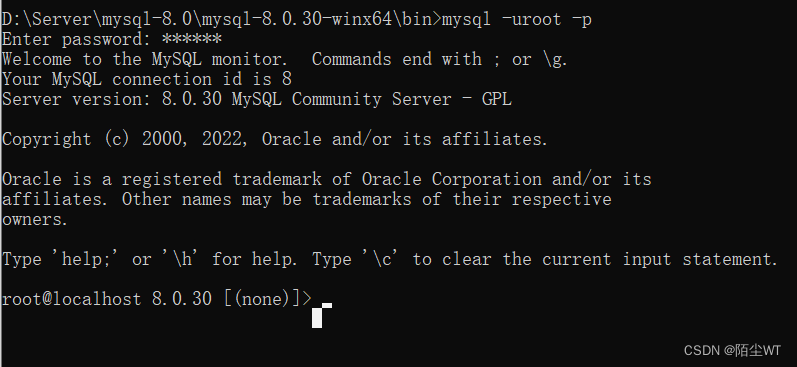 D:\Server\mysql-8.0\mysql-8.0.30-winx64\bin>mysql -uroot -p
Enter password: ******
Welcome to the MySQL monitor.  Commands end with ; or \g.
Your MySQL connection id is 8
Server version: 8.0.30 MySQL Community Server - GPL

Copyright (c) 2000, 2022, Oracle and/or its affiliates.

Oracle is a registered trademark of Oracle Corporation and/or its
affiliates. Other names may be trademarks of their respective
owners.

Type 'help;' or '\h' for help. Type '\c' to clear the current input statement.

root@localhost 8.0.30 [(none)]> _
CSDN @陌尘WT